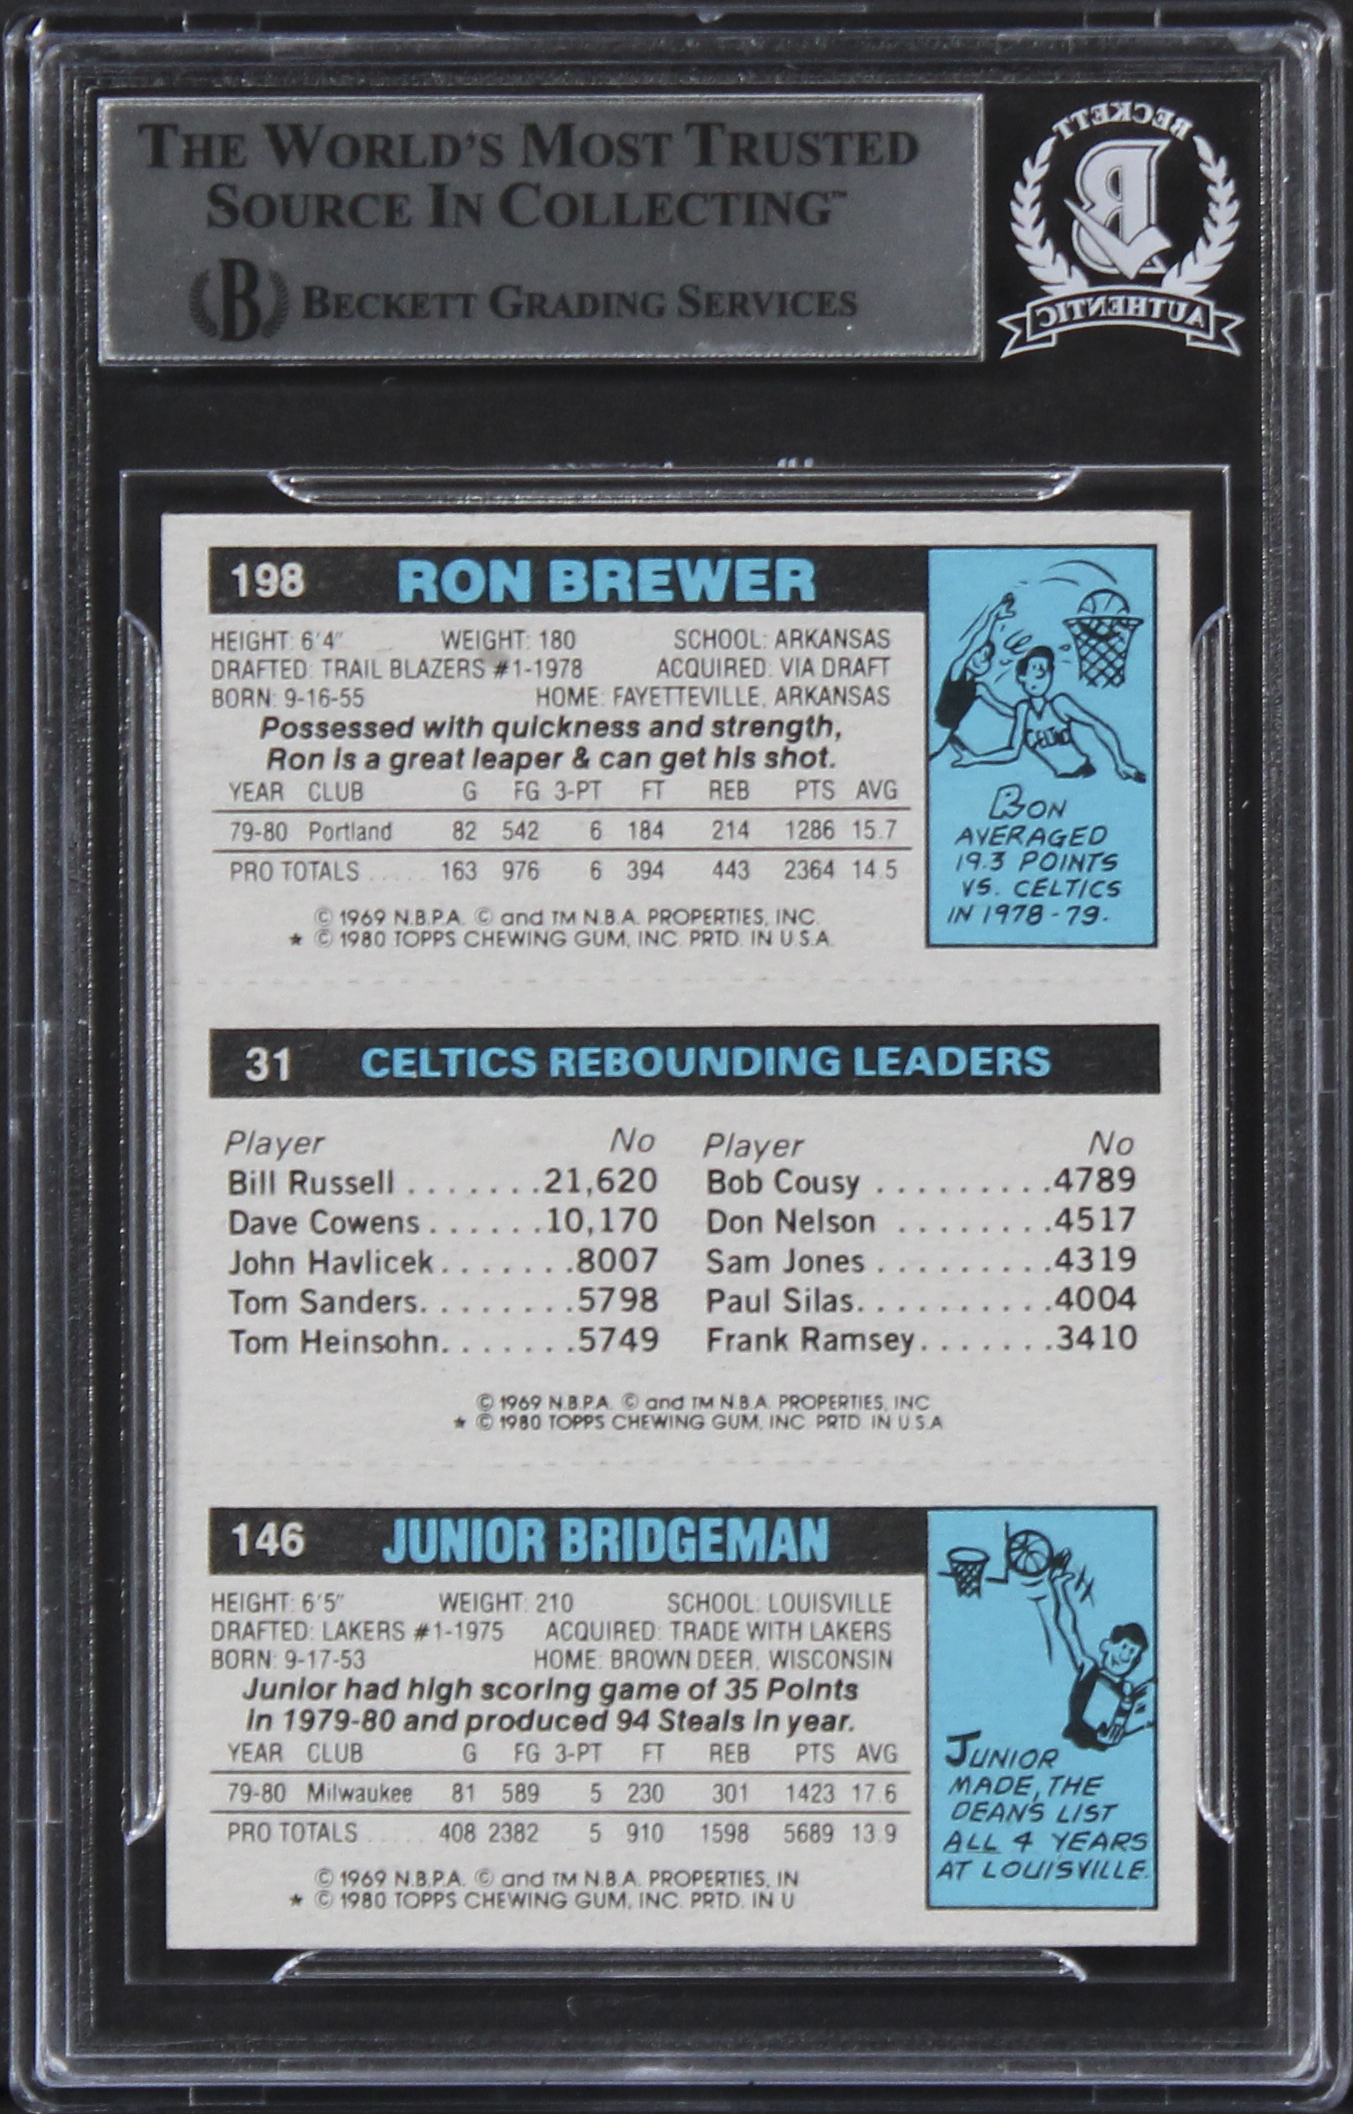 THE WORLD'S MOST TRUSTED
SOURCE IN COLLECTING™
B BECKETT GRADING SERVICES
BECKETT
B
AUTHENTIC
198 RON BREWER
HEIGHT: 6'4" WEIGHT: 180 SCHOOL: ARKANSAS
DRAFTED: TRAIL BLAZERS #1-1978 ACQUIRED: VIA DRAFT
BORN: 9-16-55 HOME: FAYETTEVILLE, ARKANSAS
Possessed with quickness and strength,
Ron is a great leaper & can get his shot.
YEAR CLUB G FG 3-PT FT REB PTS AVG
79-80 Portland 82 542 6 184 214 1286 15.7
PRO TOTALS ..... 163 976 6 394 443 2364 14.5
© 1969 N.B.P.A. © and TM N.B.A. PROPERTIES, INC.
★ © 1980 TOPPS CHEWING GUM, INC. PRTD. IN U.S.A.
CELTIC
RON
AVERAGED
19.3 POINTS
VS. CELTICS
IN 1978-79.
31 CELTICS REBOUNDING LEADERS
Player No Player No
Bill Russell .......21,620 Bob Cousy .........4789
Dave Cowens ......10,170 Don Nelson ........4517
John Havlicek.......8007 Sam Jones .........4319
Tom Sanders........5798 Paul Silas..........4004
Tom Heinsohn.......5749 Frank Ramsey.......3410
© 1969 N.B.P.A. © and TM N.B.A. PROPERTIES, INC
★ © 1980 TOPPS CHEWING GUM, INC. PRTD. IN U.S.A
146 JUNIOR BRIDGEMAN
HEIGHT: 6'5" WEIGHT: 210 SCHOOL: LOUISVILLE
DRAFTED: LAKERS #1-1975 ACQUIRED: TRADE WITH LAKERS
BORN: 9-17-53 HOME: BROWN DEER, WISCONSIN
Junior had high scoring game of 35 Points
in 1979-80 and produced 94 Steals in year.
YEAR CLUB G FG 3-PT FT REB PTS AVG
79-80 Milwaukee 81 589 5 230 301 1423 17.6
PRO TOTALS ..... 408 2382 5 910 1598 5689 13.9
© 1969 N.B.P.A. © and TM N.B.A. PROPERTIES, IN
★ © 1980 TOPPS CHEWING GUM, INC. PRTD. IN U
JUNIOR
MADE, THE
DEAN'S LIST
ALL 4 YEARS
AT LOUISVILLE.